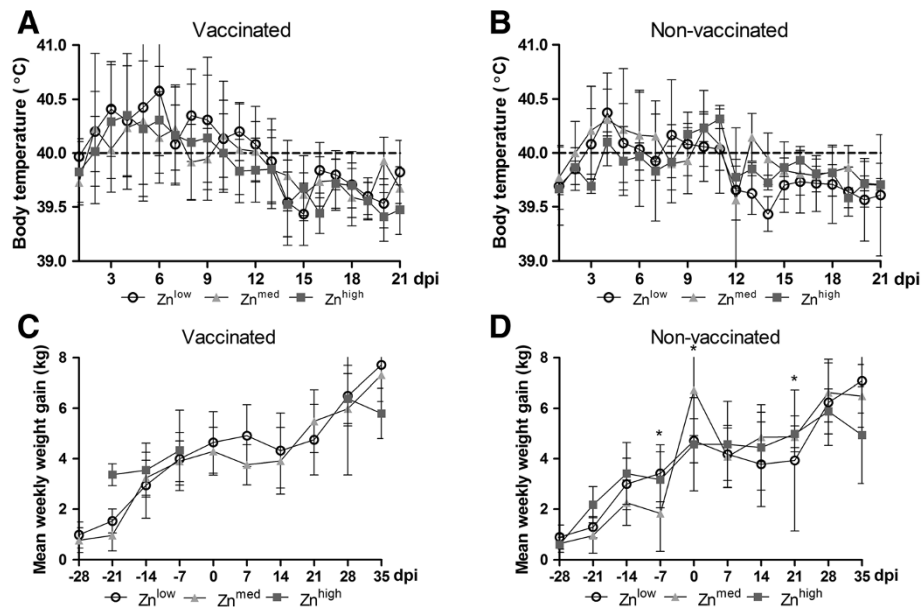 A
Vaccinated
Body temperature (°C)
41.0
40.5
40.0
39.5
39.0
3 6 9 12 15 18 21 dpi
Zn^low Zn^med Zn^high
B
Non-vaccinated
Body temperature (°C)
41.0
40.5
40.0
39.5
39.0
3 6 9 12 15 18 21 dpi
Zn^low Zn^med Zn^high
C
Vaccinated
Mean weekly weight gain (kg)
8
6
4
2
0
-28 -21 -14 -7 0 7 14 21 28 35 dpi
Zn^low Zn^med Zn^high
D
Non-vaccinated
Mean weekly weight gain (kg)
8
6
4
2
0
* * *
-28 -21 -14 -7 0 7 14 21 28 35 dpi
Zn^low Zn^med Zn^high